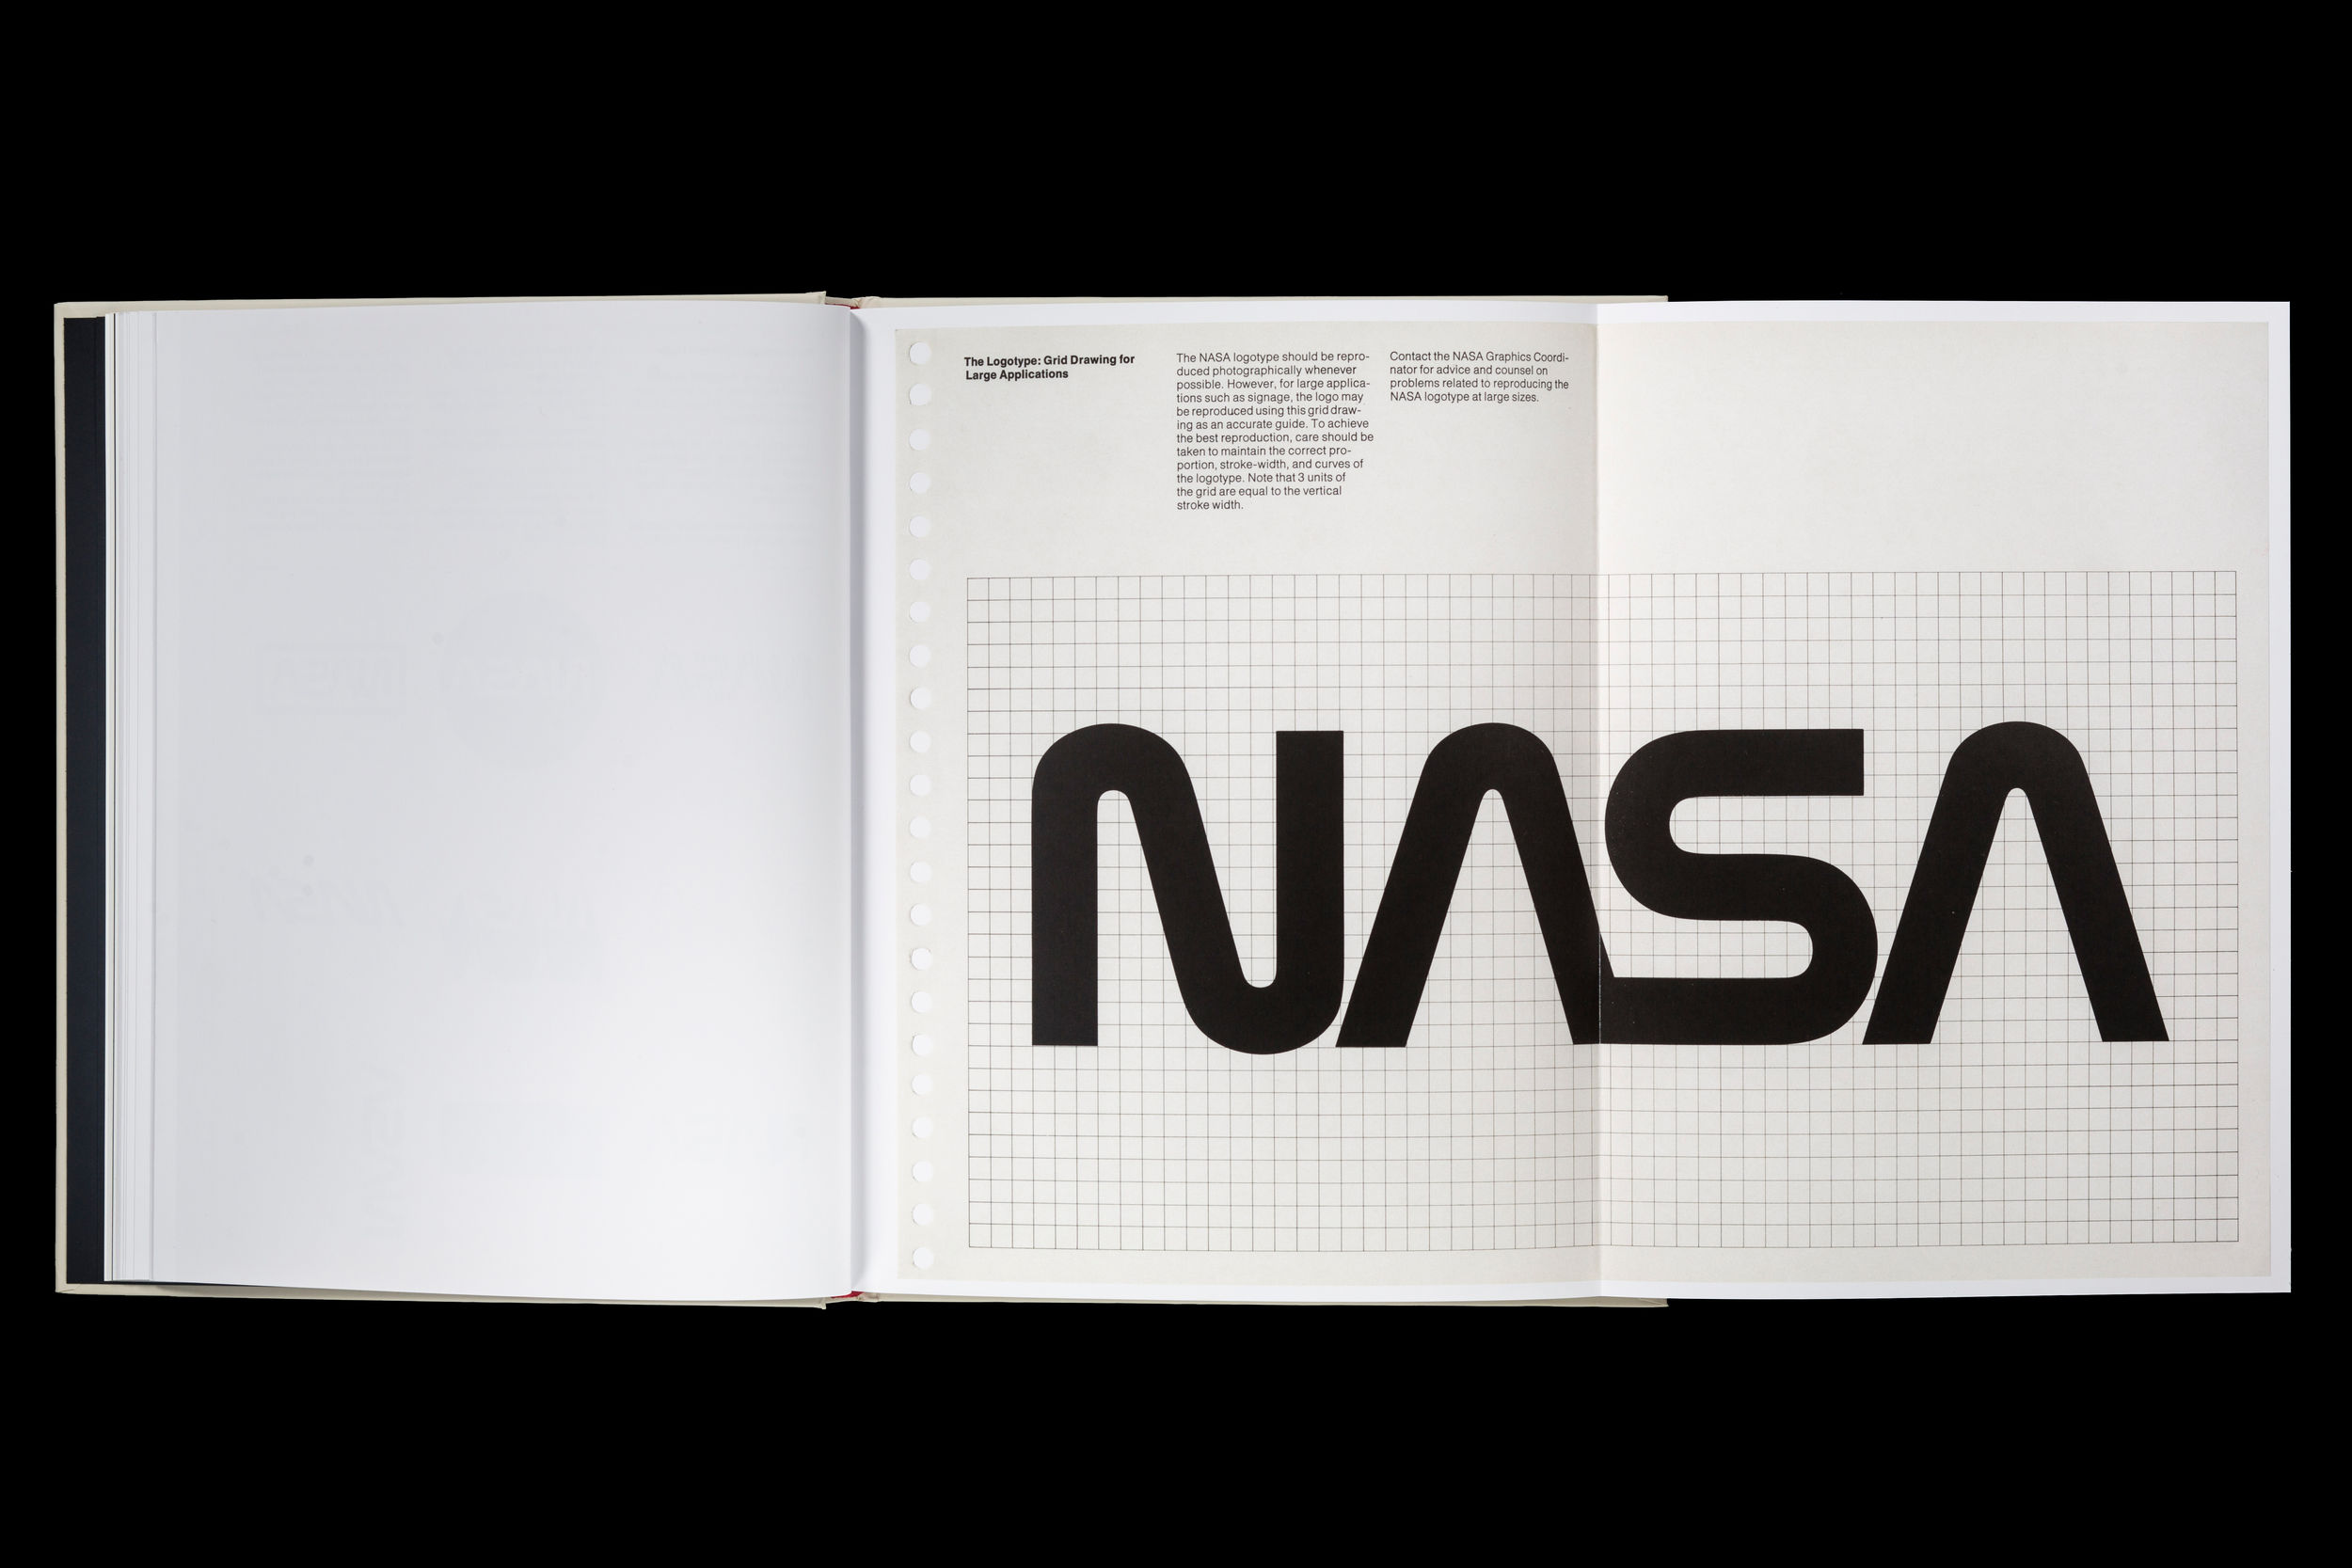 The Logotype: Grid Drawing for
Large Applications
The NASA logotype should be repro-
duced photographically whenever
possible. However, for large applica-
tions such as signage, the logo may
be reproduced using this grid draw-
ing as an accurate guide. To achieve
the best reproduction, care should be
taken to maintain the correct pro-
portion, stroke-width, and curves of
the logotype. Note that 3 units of
the grid are equal to the vertical
stroke width.
Contact the NASA Graphics Coordi-
nator for advice and counsel on
problems related to reproducing the
NASA logotype at large sizes.
NASA